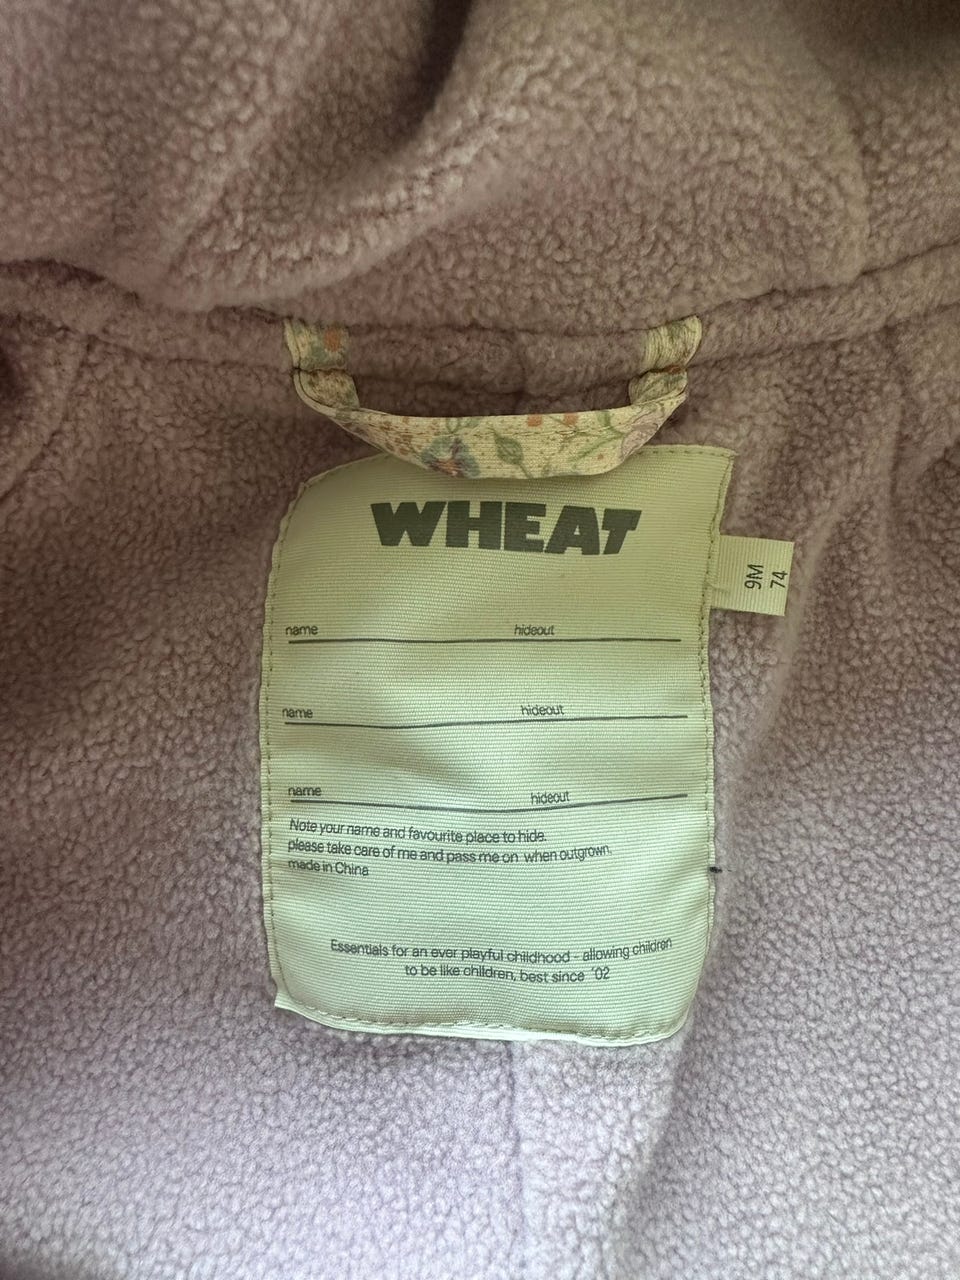 WHEAT
9M
74
name hideout
name hideout
name hideout
Note your name and favourite place to hide.
please take care of me and pass me on when outgrown.
made in China
Essentials for an ever playful childhood - allowing children
to be like children, best since '02